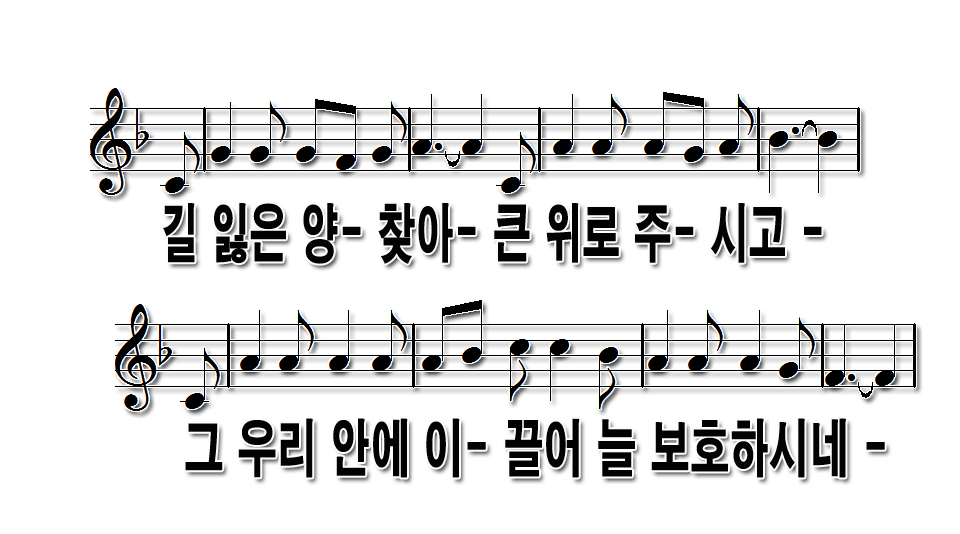 길 잃은 양- 찾아- 큰 위로 주- 시고 -
그 우리 안에 이- 끌어 늘 보호하시네 -